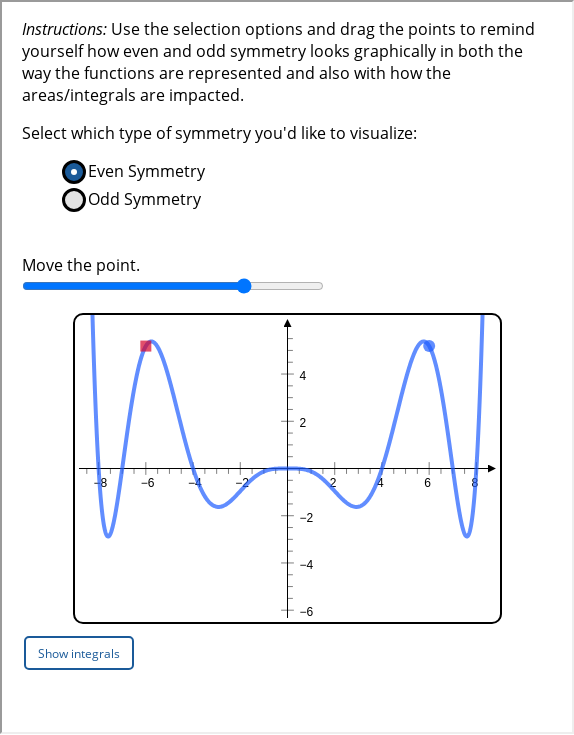 Instructions: Use the selection options and drag the points to remind
yourself how even and odd symmetry looks graphically in both the
way the functions are represented and also with how the
areas/integrals are impacted.
Select which type of symmetry you'd like to visualize:
Even Symmetry
Odd Symmetry
Move the point.
4
2
−8 −6 −4 −2 2 4 6 8
−2
−4
−6
Show integrals